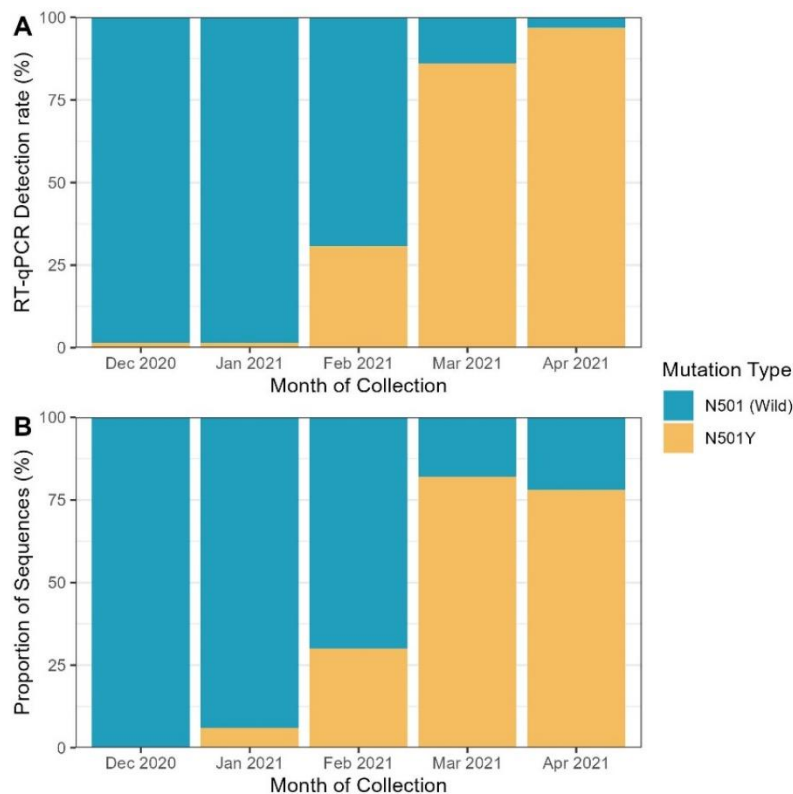 A
RT-qPCR Detection rate (%)
100
75
50
25
0
Dec 2020 Jan 2021 Feb 2021 Mar 2021 Apr 2021
Month of Collection
Mutation Type
N501 (Wild)
N501Y
B
Proportion of Sequences (%)
100
75
50
25
0
Dec 2020 Jan 2021 Feb 2021 Mar 2021 Apr 2021
Month of Collection